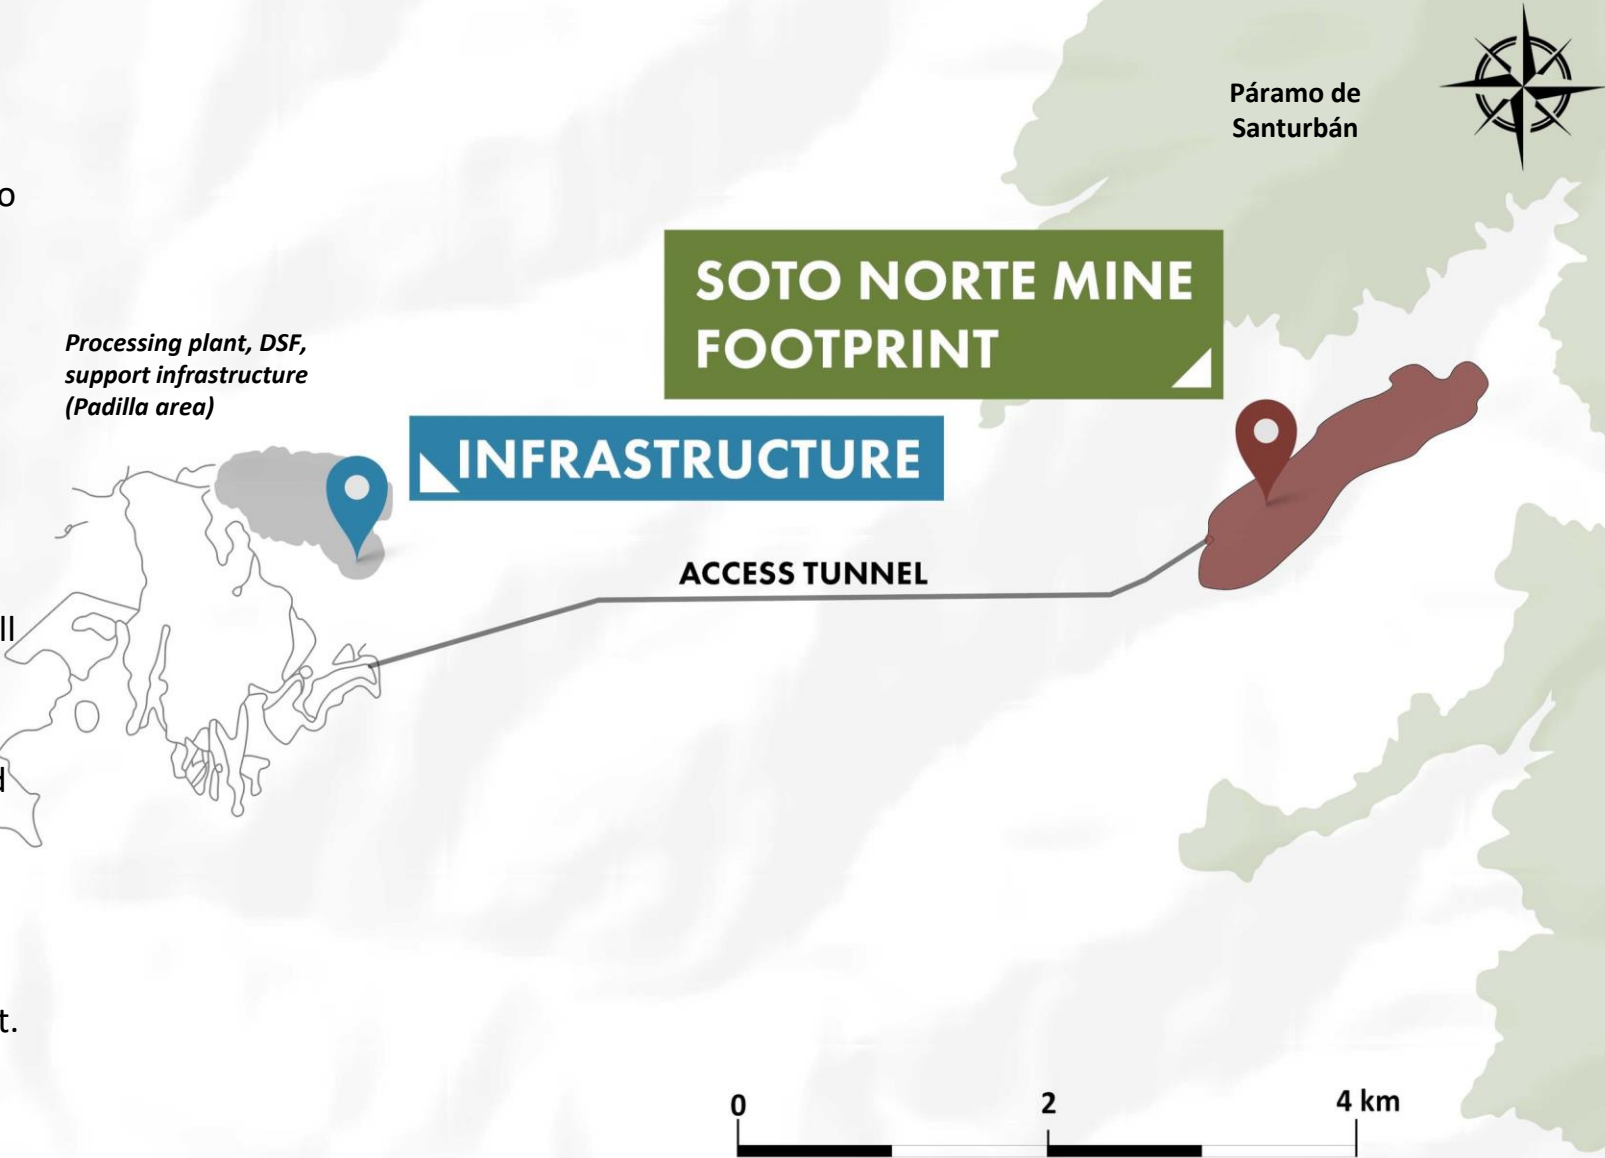 Páramo de
Santurbán
SOTO NORTE MINE
FOOTPRINT
Processing plant, DSF,
support infrastructure
(Padilla area)
INFRASTRUCTURE
ACCESS TUNNEL
0 2 4 km